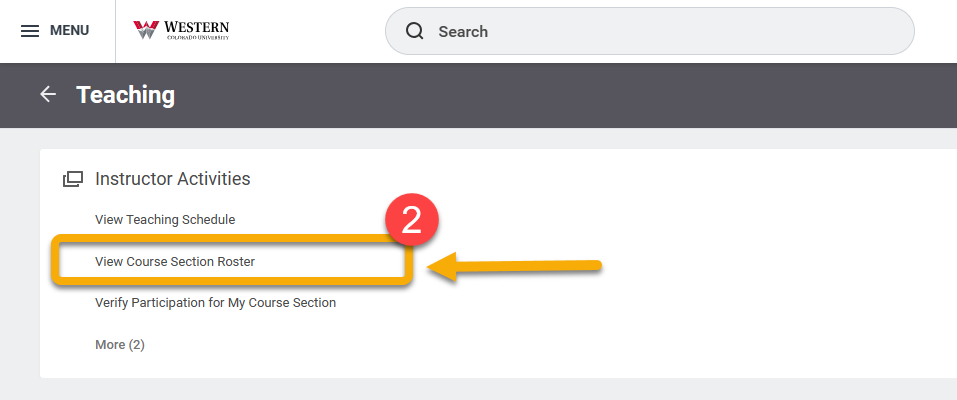 MENU
WESTERN
COLORADO UNIVERSITY
Search
Teaching
Instructor Activities
View Teaching Schedule
2
View Course Section Roster
Verify Participation for My Course Section
More (2)